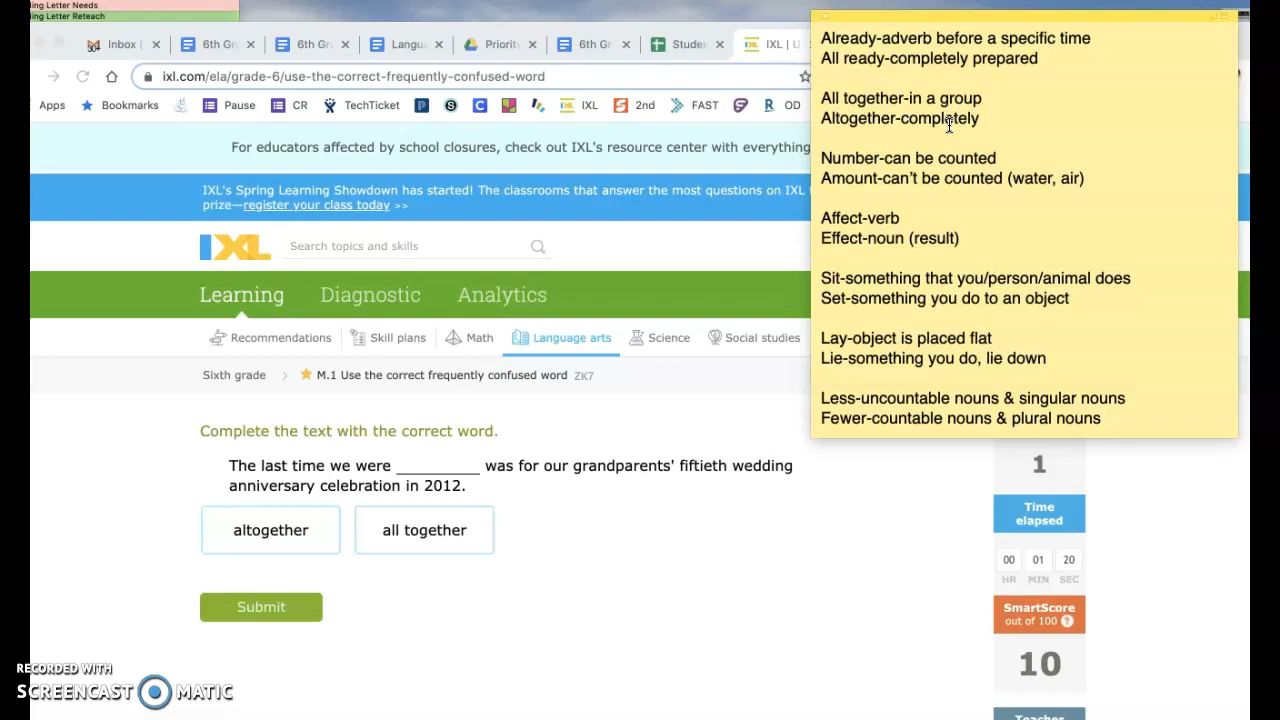 ing Letter Needs
ing Letter Reteach
Inbox (
6th Gr
6th Gr
Langu
Priority
6th Gr
Studen
IXL | U
ixl.com/ela/grade-6/use-the-correct-frequently-confused-word
Apps
Bookmarks
Pause
CR
TechTicket
IXL
2nd
FAST
OD
For educators affected by school closures, check out IXL's resource center with everything
IXL's Spring Learning Showdown has started! The classrooms that answer the most questions on IXL
prize—register your class today >>
IXL
Search topics and skills
Learning
Diagnostic
Analytics
Recommendations
Skill plans
Math
Language arts
Science
Social studies
Sixth grade > M.1 Use the correct frequently confused word ZK7
Complete the text with the correct word.
The last time we were __________ was for our grandparents' fiftieth wedding
anniversary celebration in 2012.
altogether
all together
Submit
Already-adverb before a specific time
All ready-completely prepared
All together-in a group
Altogether-completely
Number-can be counted
Amount-can’t be counted (water, air)
Affect-verb
Effect-noun (result)
Sit-something that you/person/animal does
Set-something you do to an object
Lay-object is placed flat
Lie-something you do, lie down
Less-uncountable nouns & singular nouns
Fewer-countable nouns & plural nouns
1
Time
elapsed
00 01 20
HR MIN SEC
SmartScore
out of 100 ?
10
Teacher
RECORDED WITH
SCREENCAST MATIC